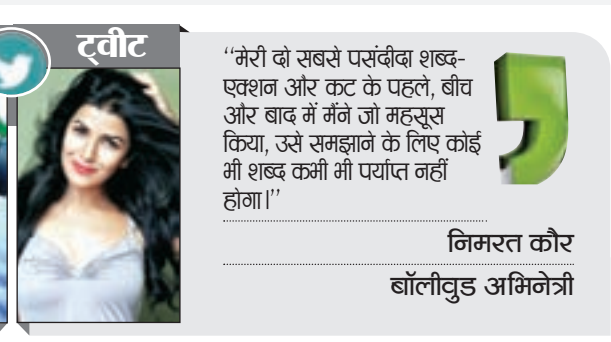 ट्वीट
‘‘मेरी दो सबसे पसंदीदा शब्द-
एक्शन और कट के पहले, बीच
और बाद में मैंने जो महसूस
किया, उसे समझाने के लिए कोई
भी शब्द कभी भी पर्याप्त नहीं
होगा।’’
निमरत कौर
बॉलीवुड अभिनेत्री